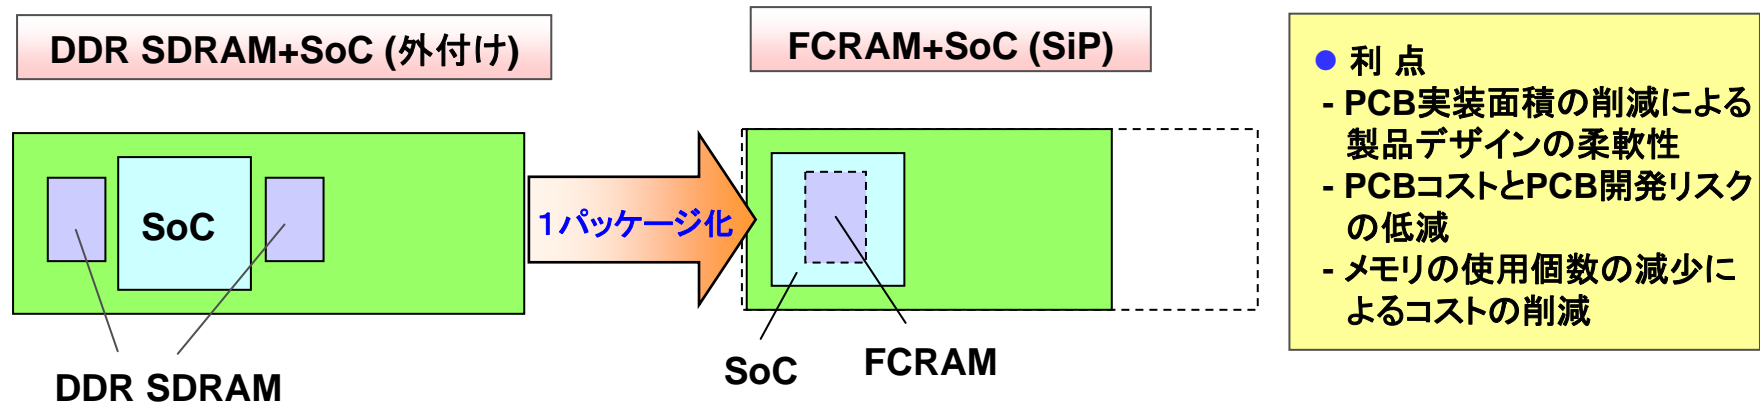 DDR SDRAM+SoC (外付け)
SoC
DDR SDRAM
1パッケージ化
FCRAM+SoC (SiP)
SoC
FCRAM
● 利 点
- PCB実装面積の削減による
製品デザインの柔軟性
- PCBコストとPCB開発リスク
の低減
- メモリの使用個数の減少に
よるコストの削減